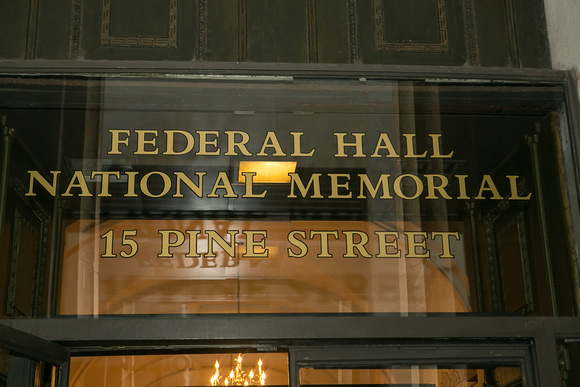 FEDERAL HALL
NATIONAL MEMORIAL
15 PINE STREET